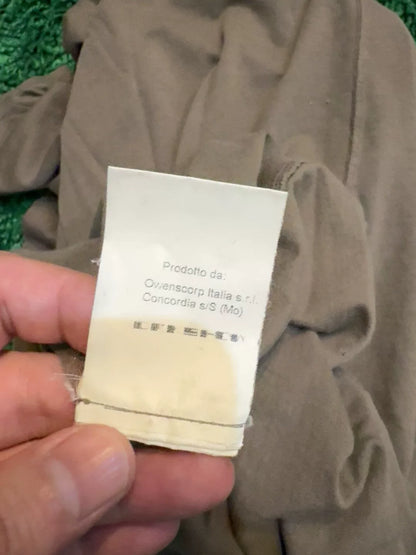 Prodotto da:
Owenscorp Italia s.r.l.
Concordia s/S (Mo)